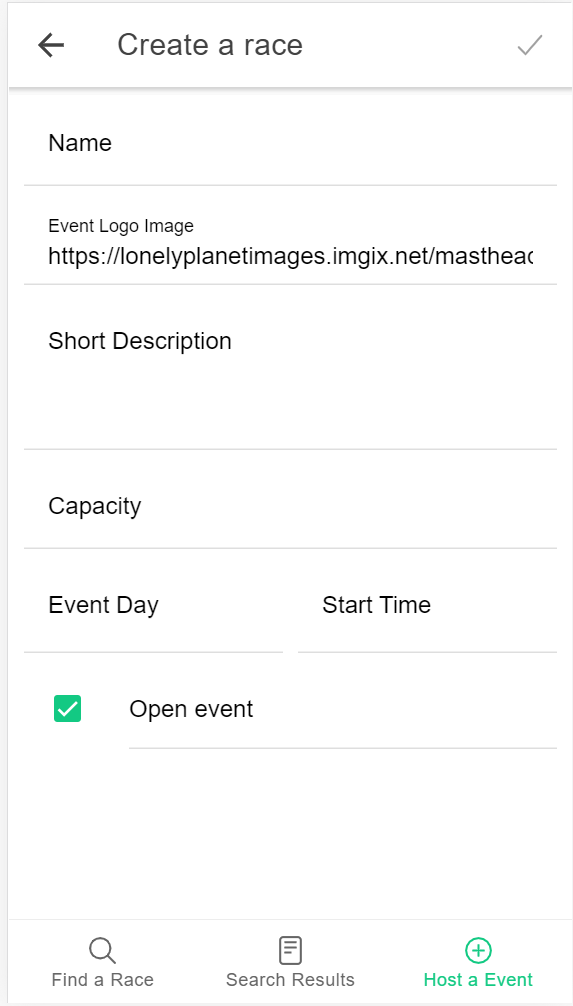 Create a race
Name
Event Logo Image
https://lonelyplanetimages.imgix.net/mastheac
Short Description
Capacity
Event Day Start Time
Open event
Find a Race Search Results Host a Event